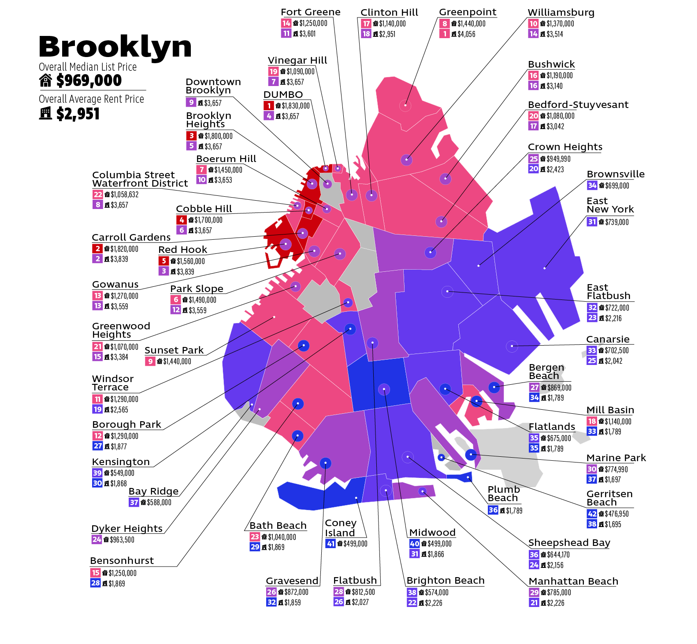 Brooklyn
Overall Median List Price
$969,000
Overall Average Rent Price
$2,951
Fort Greene
14 $1,250,000
11 $3,601
Clinton Hill
17 $1,140,000
18 $2,951
Greenpoint
8 $1,440,000
1 $4,056
Williamsburg
10 $1,370,000
14 $3,514
Vinegar Hill
19 $1,090,000
7 $3,657
Bushwick
16 $1,190,000
16 $3,140
Downtown
Brooklyn
9 $3,657
DUMBO
1 $1,830,000
4 $3,657
Bedford-Stuyvesant
20 $1,080,000
17 $3,042
Brooklyn
Heights
3 $1,800,000
5 $3,657
Crown Heights
25 $949,990
20 $2,423
Boerum Hill
7 $1,450,000
10 $3,653
Brownsville
34 $699,000
Columbia Street
Waterfront District
22 $1,058,632
8 $3,657
East
New York
31 $739,000
Cobble Hill
4 $1,700,000
6 $3,657
Carroll Gardens
2 $1,820,000
2 $3,839
Red Hook
5 $1,560,000
3 $3,839
Gowanus
13 $1,270,000
13 $3,559
Park Slope
6 $1,490,000
12 $3,559
East
Flatbush
32 $722,000
23 $2,216
Greenwood
Heights
21 $1,070,000
15 $3,384
Sunset Park
9 $1,440,000
Canarsie
33 $702,500
25 $2,042
Windsor
Terrace
11 $1,290,000
19 $2,565
Bergen
Beach
27 $869,000
34 $1,789
Mill Basin
18 $1,140,000
33 $1,789
Borough Park
12 $1,290,000
27 $1,877
Flatlands
35 $675,000
35 $1,789
Kensington
39 $549,000
30 $1,868
Marine Park
30 $774,990
37 $1,697
Bay Ridge
37 $588,000
Plumb
Beach
36 $1,789
Gerritsen
Beach
42 $476,950
38 $1,695
Dyker Heights
24 $963,500
Bath Beach
23 $1,040,000
29 $1,869
Coney
Island
41 $499,000
Midwood
40 $499,000
31 $1,866
Sheepshead Bay
36 $644,170
24 $2,156
Bensonhurst
15 $1,250,000
28 $1,869
Gravesend
26 $872,000
32 $1,859
Flatbush
28 $812,500
26 $2,027
Brighton Beach
38 $574,000
22 $2,226
Manhattan Beach
29 $785,000
21 $2,226